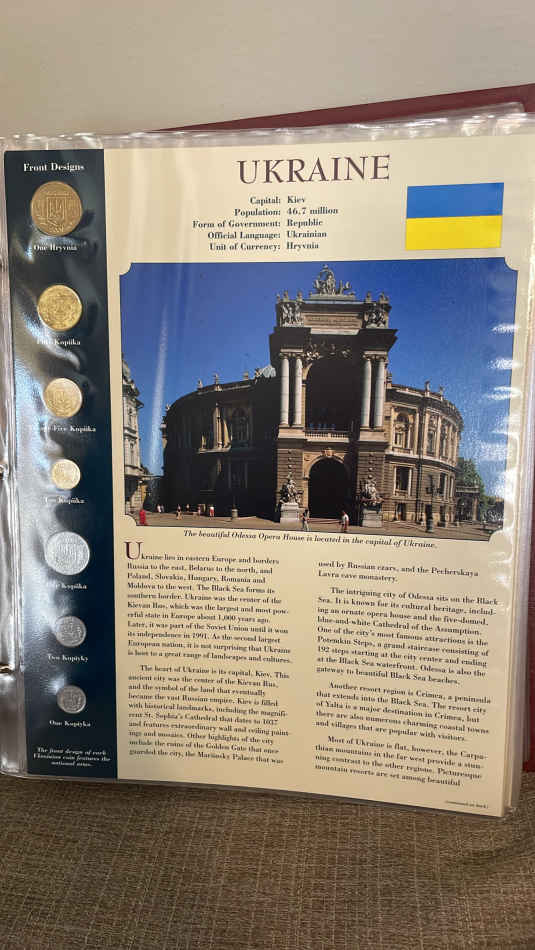 Front Designs
One Hryvnia
Kopiika
Five Kopiika
Kopiika
Kopiika
Two Kopiyky
One Kopiyka
The front design of each
Ukrainian coin features the
national arms.
UKRAINE
Capital: Kiev
Population: 46.7 million
Form of Government: Republic
Official Language: Ukrainian
Unit of Currency: Hryvnia
The beautiful Odessa Opera House is located in the capital of Ukraine.
Ukraine lies in eastern Europe and borders
Russia to the east, Belarus to the north, and
Poland, Slovakia, Hungary, Romania and
Moldova to the west. The Black Sea forms its
southern border. Ukraine was the center of the
Kievan Rus, which was the largest and most pow-
erful state in Europe about 1,000 years ago.
Later, it was part of the Soviet Union until it won
its independence in 1991. As the second largest
European nation, it is not surprising that Ukraine
is host to a great range of landscapes and cultures.
The heart of Ukraine is its capital, Kiev. This
ancient city was the center of the Kievan Rus,
and the symbol of the land that eventually
became the vast Russian empire. Kiev is filled
with historical landmarks, including the magnifi-
cent St. Sophia's Cathedral that dates to 1037
and features extraordinary wall and ceiling paint-
ings and mosaics. Other highlights of the city
include the ruins of the Golden Gate that once
guarded the city, the Mariinsky Palace that was
used by Russian czars, and the Pecherskaya
Lavra cave monastery.
The intriguing city of Odessa sits on the Black
Sea. It is known for its cultural heritage, includ-
ing an ornate opera house and the five-domed,
blue-and-white Cathedral of the Assumption.
One of the city's most famous attractions is the
Potemkin Steps, a grand staircase consisting of
192 steps starting at the city center and ending
at the Black Sea waterfront. Odessa is also the
gateway to beautiful Black Sea beaches.
Another resort region is Crimea, a peninsula
that extends into the Black Sea. The resort city
of Yalta is a major destination in Crimea, but
there are also numerous charming coastal towns
and villages that are popular with visitors.
Most of Ukraine is flat, however, the Carpa-
thian mountains in the far west provide a stun-
ning contrast to the other regions. Picturesque
mountain resorts are set among beautiful
(continued on back)